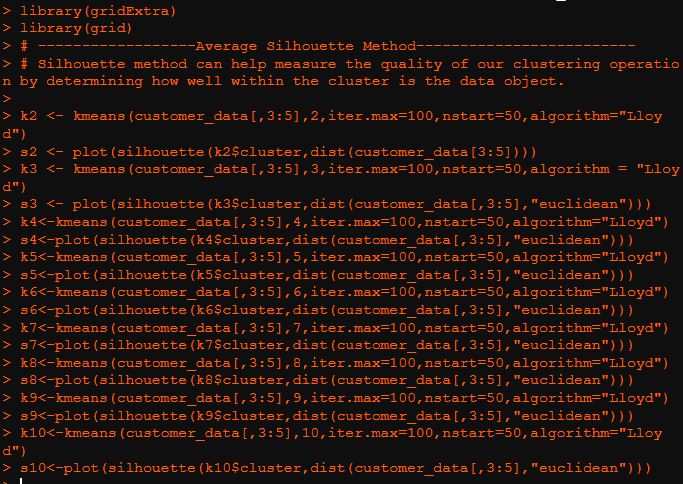 > library(gridExtra)
> library(grid)
> # ------------------Average Silhouette Method-------------------------
> # Silhouette method can help measure the quality of our clustering operatio
n by determining how well within the cluster is the data object.
>
> k2 <- kmeans(customer_data[,3:5],2,iter.max=100,nstart=50,algorithm="Lloy
d")
> s2 <- plot(silhouette(k2$cluster,dist(customer_data[3:5])))
> k3 <- kmeans(customer_data[,3:5],3,iter.max=100,nstart=50,algorithm = "Lloy
d")
> s3 <- plot(silhouette(k3$cluster,dist(customer_data[,3:5],"euclidean")))
> k4<-kmeans(customer_data[,3:5],4,iter.max=100,nstart=50,algorithm="Lloyd")
> s4<-plot(silhouette(k4$cluster,dist(customer_data[,3:5],"euclidean")))
> k5<-kmeans(customer_data[,3:5],5,iter.max=100,nstart=50,algorithm="Lloyd")
> s5<-plot(silhouette(k5$cluster,dist(customer_data[,3:5],"euclidean")))
> k6<-kmeans(customer_data[,3:5],6,iter.max=100,nstart=50,algorithm="Lloyd")
> s6<-plot(silhouette(k6$cluster,dist(customer_data[,3:5],"euclidean")))
> k7<-kmeans(customer_data[,3:5],7,iter.max=100,nstart=50,algorithm="Lloyd")
> s7<-plot(silhouette(k7$cluster,dist(customer_data[,3:5],"euclidean")))
> k8<-kmeans(customer_data[,3:5],8,iter.max=100,nstart=50,algorithm="Lloyd")
> s8<-plot(silhouette(k8$cluster,dist(customer_data[,3:5],"euclidean")))
> k9<-kmeans(customer_data[,3:5],9,iter.max=100,nstart=50,algorithm="Lloyd")
> s9<-plot(silhouette(k9$cluster,dist(customer_data[,3:5],"euclidean")))
> k10<-kmeans(customer_data[,3:5],10,iter.max=100,nstart=50,algorithm="Lloy
d")
> s10<-plot(silhouette(k10$cluster,dist(customer_data[,3:5],"euclidean")))
>